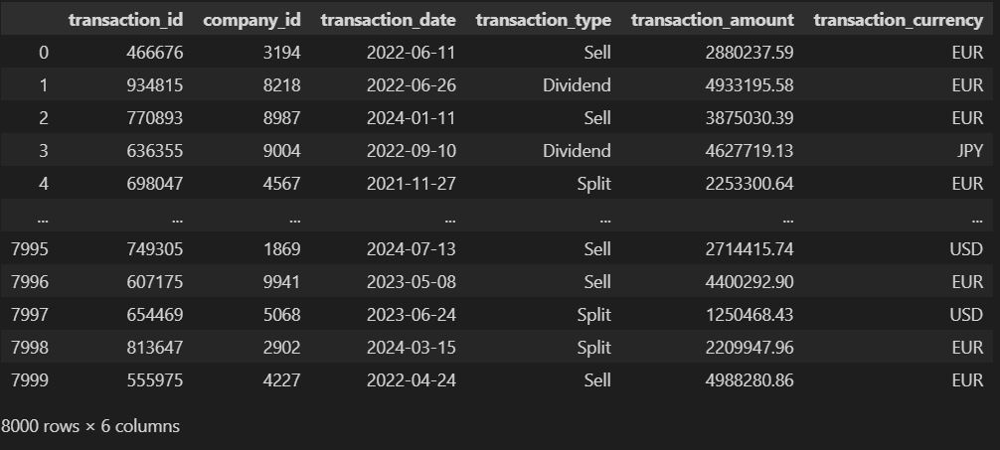 transaction_id company_id transaction_date transaction_type transaction_amount transaction_currency
0 466676 3194 2022-06-11 Sell 2880237.59 EUR
1 934815 8218 2022-06-26 Dividend 4933195.58 EUR
2 770893 8987 2024-01-11 Sell 3875030.39 EUR
3 636355 9004 2022-09-10 Dividend 4627719.13 JPY
4 698047 4567 2021-11-27 Split 2253300.64 EUR
... ... ... ... ... ... ...
7995 749305 1869 2024-07-13 Sell 2714415.74 USD
7996 607175 9941 2023-05-08 Sell 4400292.90 EUR
7997 654469 5068 2023-06-24 Split 1250468.43 USD
7998 813647 2902 2024-03-15 Split 2209947.96 EUR
7999 555975 4227 2022-04-24 Sell 4988280.86 EUR
8000 rows × 6 columns